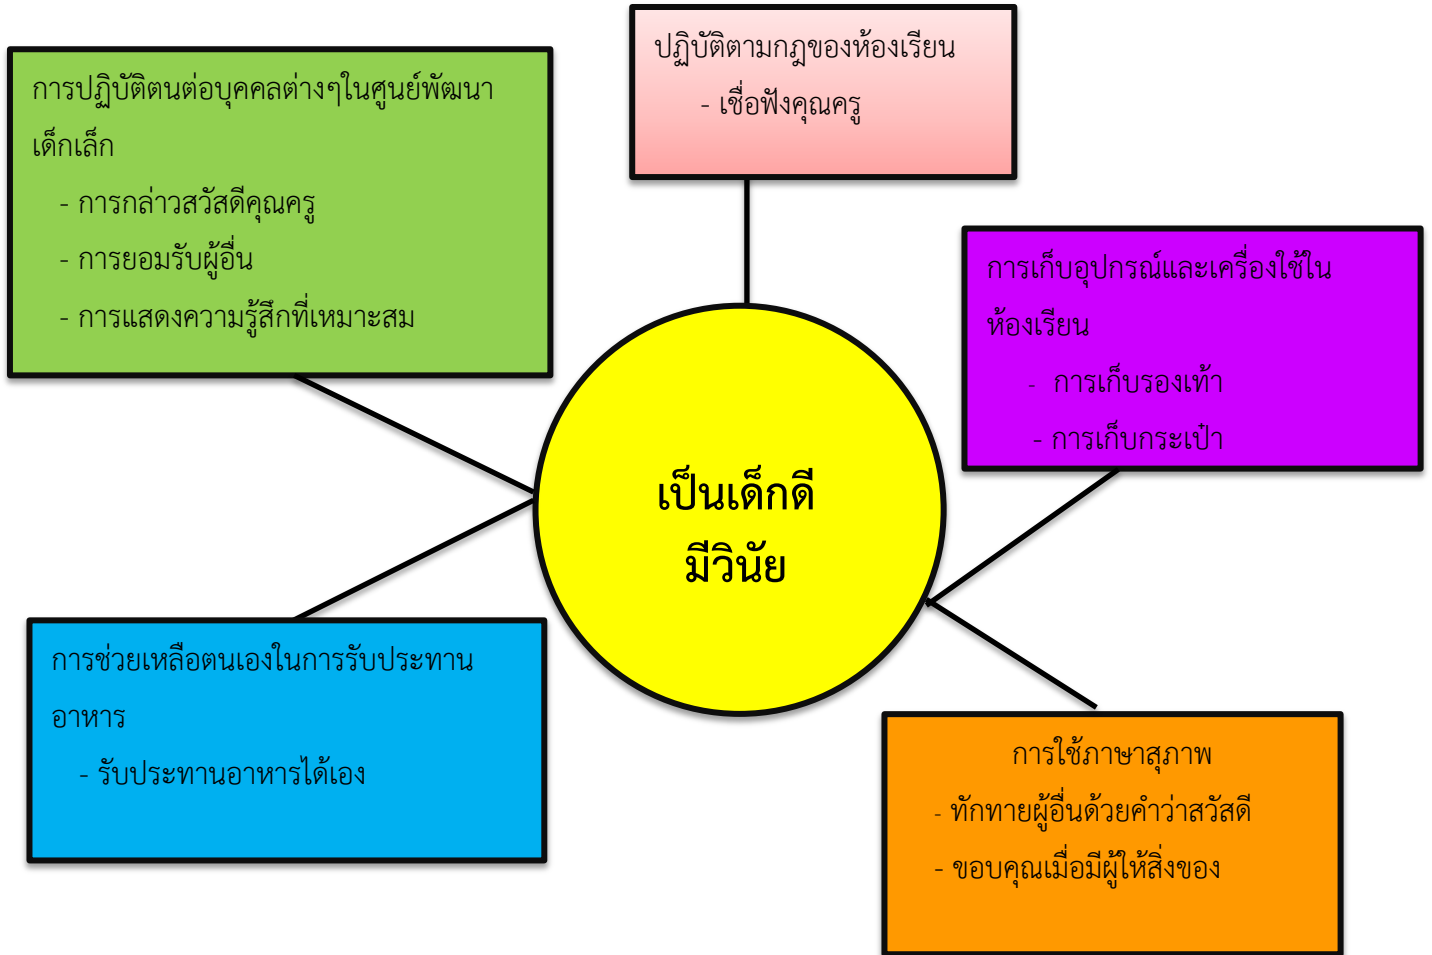 ปฏิบัติตามกฎของห้องเรียน
- เชื่อฟังคุณครู
การปฏิบัติตนต่อบุคคลต่างๆในศูนย์พัฒนา
เด็กเล็ก
- การกล่าวสวัสดีคุณครู
- การยอมรับผู้อื่น
- การแสดงความรู้สึกที่เหมาะสม
การเก็บอุปกรณ์และเครื่องใช้ใน
ห้องเรียน
- การเก็บรองเท้า
- การเก็บกระเป๋า
เป็นเด็กดี
มีวินัย
การช่วยเหลือตนเองในการรับประทาน
อาหาร
- รับประทานอาหารได้เอง
การใช้ภาษาสุภาพ
- ทักทายผู้อื่นด้วยคำว่าสวัสดี
- ขอบคุณเมื่อมีผู้ให้สิ่งของ